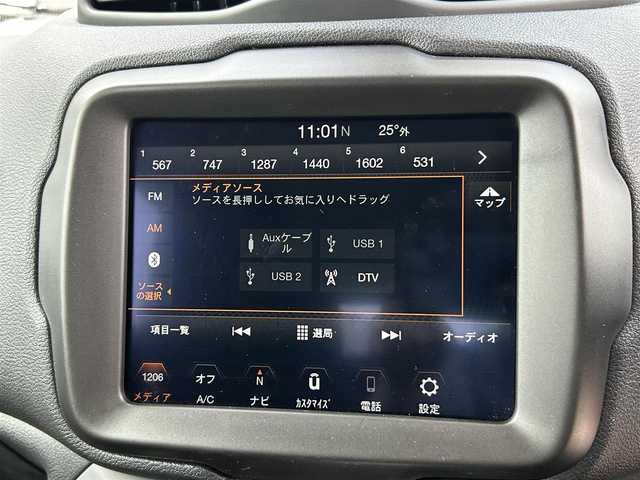 11:01N 25°外
1 567 2 747 3 1287 4 1440 5 1602 6 531
FM
AM
ソース
の選択
メディアソース
ソースを長押ししてお気に入りへドラッグ
Auxケーブ
ル
USB 1
USB 2
DTV
マップ
項目一覧 選局 オーディオ
1206 オフ N
メディア A/C ナビ ｶｽﾀﾏｲｽﾞ 電話 設定